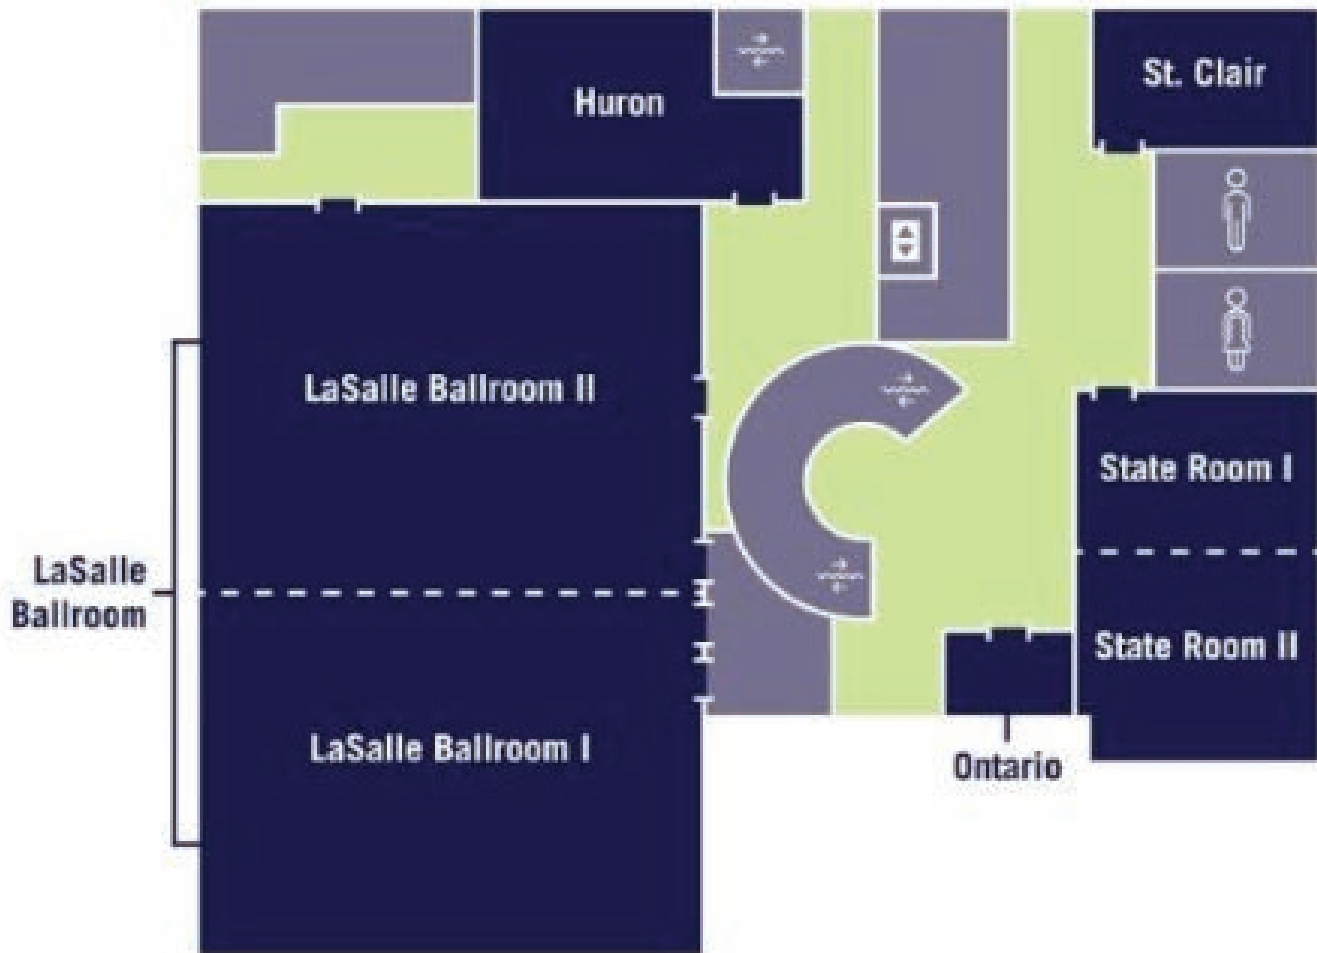 Huron
St. Clair
LaSalle Ballroom II
State Room I
LaSalle
Ballroom
State Room II
LaSalle Ballroom I
Ontario